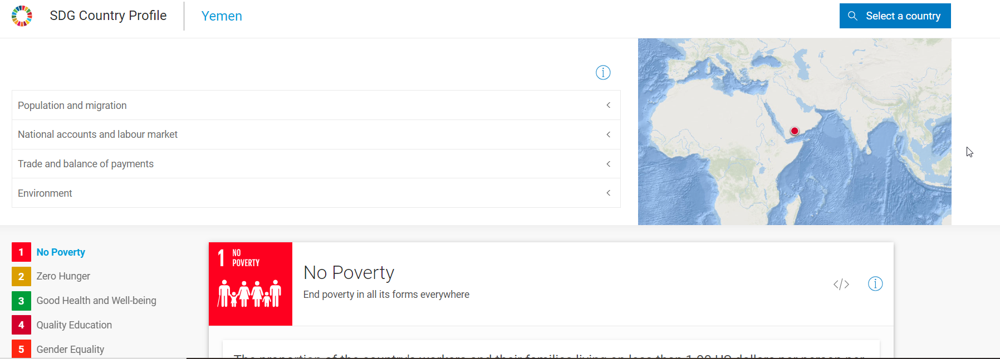 SDG Country Profile
Yemen
Select a country
Population and migration
National accounts and labour market
Trade and balance of payments
Environment
1 No Poverty
2 Zero Hunger
3 Good Health and Well-being
4 Quality Education
5 Gender Equality
1 NO
POVERTY
No Poverty
End poverty in all its forms everywhere
</>
The proportion of the country's workers and their families living on less than 1.90 US dollars per person per